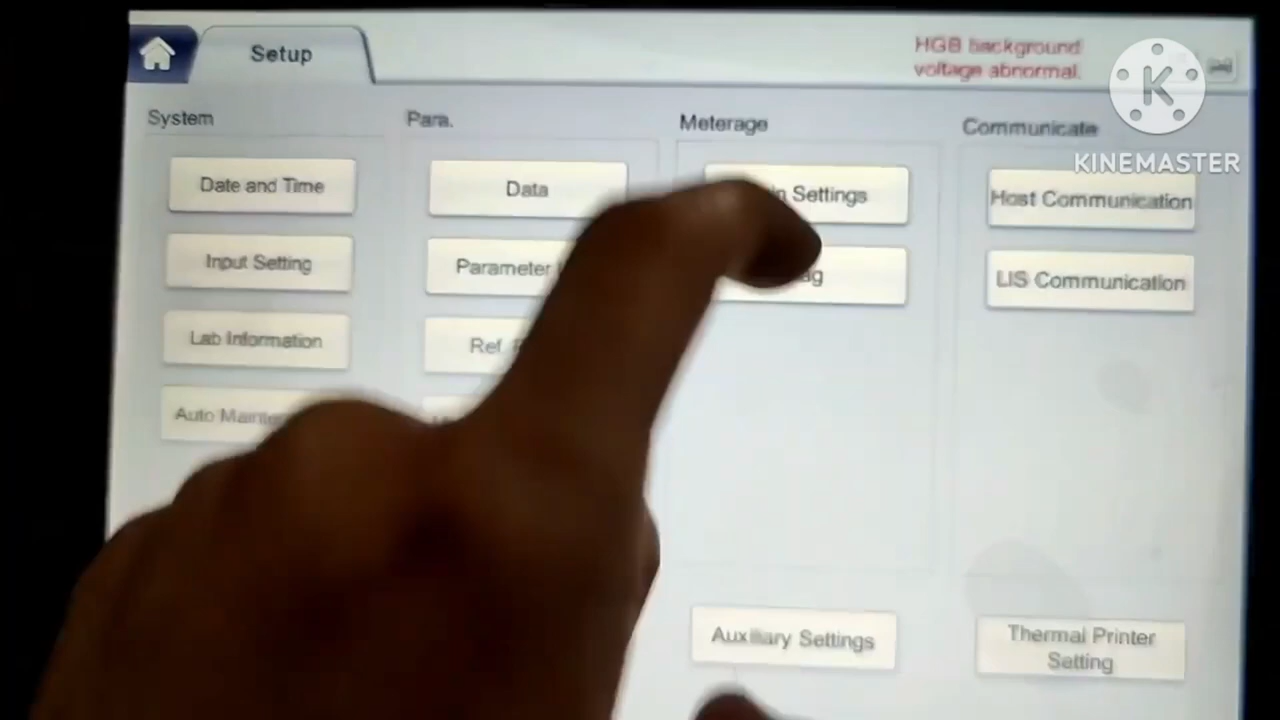 Setup
HGB background
voltage abnormal.
KINEMASTER
System
Para.
Meterage
Communicate
Date and Time
Data
Settings
Host Communication
Input Setting
Parameter
LIS Communication
Lab Information
Ref
Auto
Auxiliary Settings
Thermal Printer
Setting